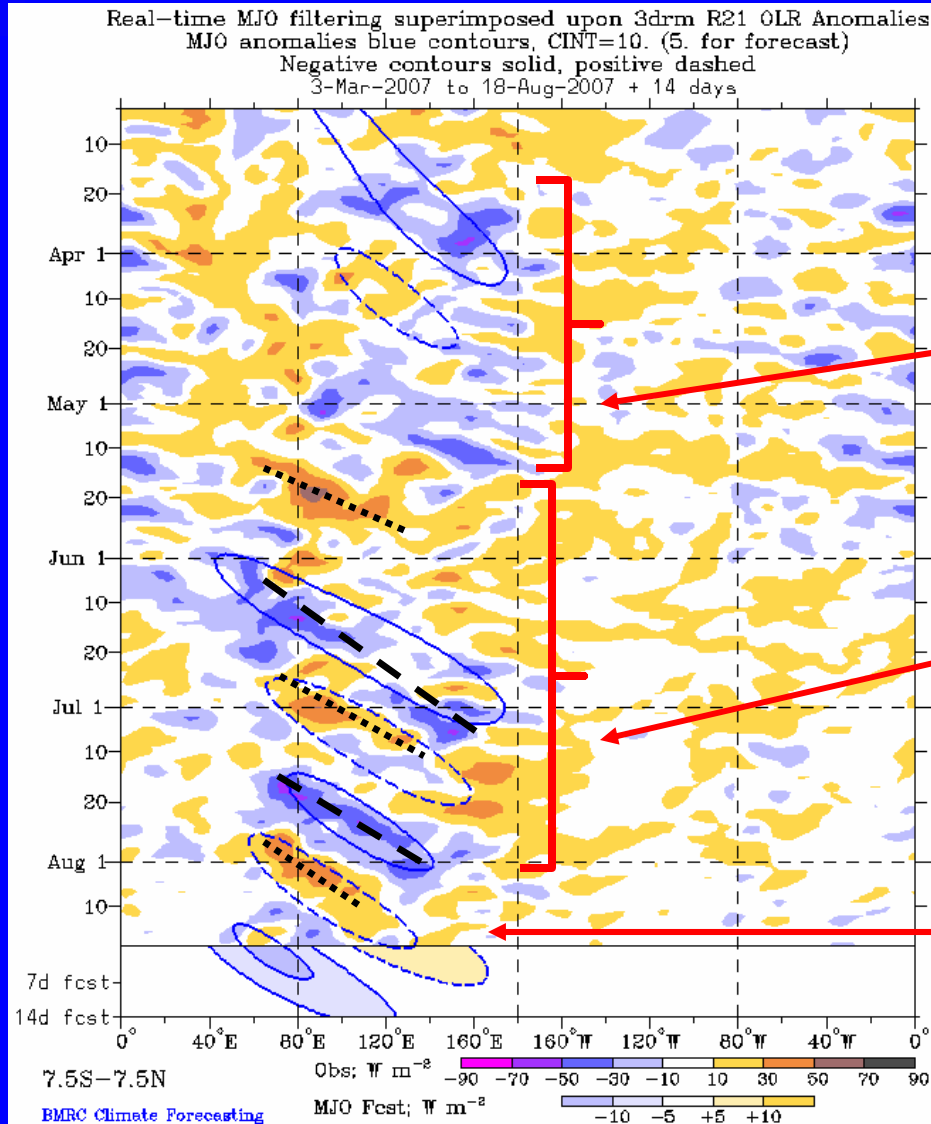 Real-time MJO filtering superimposed upon 3drm R21 OLR Anomalies
MJO anomalies blue contours, CINT=10. (5. for forecast)
Negative contours solid, positive dashed
3-Mar-2007 to 18-Aug-2007 + 14 days
10
20
Apr 1
10
20
May 1
10
20
Jun 1
10
20
Jul 1
10
20
Aug 1
10
7d fcst
14d fcst
0° 40°E 80°E 120°E 160°E 160°W 120°W 80°W 40°W 0°
7.5S-7.5N
Obs; W m⁻²
-90 -70 -50 -30 -10 10 30 50 70 90
BMRC Climate Forecasting
MJO Fcst; W m⁻²
-10 -5 +5 +10